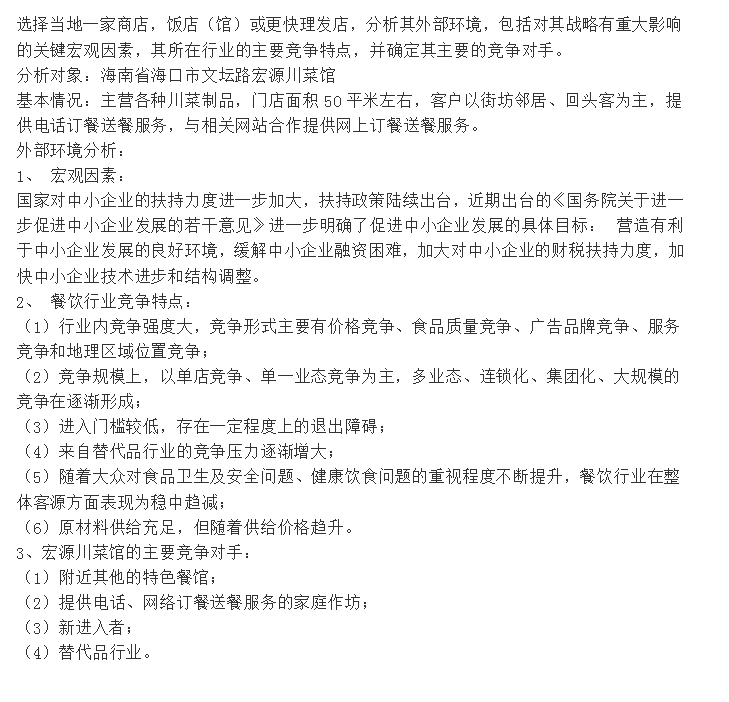 选择当地一家商店，饭店（馆）或更快理发店，分析其外部环境，包括对其战略有重大影响
的关键宏观因素，其所在行业的主要竞争特点，并确定其主要的竞争对手。
分析对象：海南省海口市文坛路宏源川菜馆
基本情况：主营各种川菜制品，门店面积 50 平米左右，客户以街坊邻居、回头客为主，提
供电话订餐送餐服务，与相关网站合作提供网上订餐送餐服务。
外部环境分析：
1、 宏观因素：
国家对中小企业的扶持力度进一步加大，扶持政策陆续出台，近期出台的《国务院关于进一
步促进中小企业发展的若干意见》进一步明确了促进中小企业发展的具体目标： 营造有利
于中小企业发展的良好环境，缓解中小企业融资困难，加大对中小企业的财税扶持力度，加
快中小企业技术进步和结构调整。
2、 餐饮行业竞争特点：
（1）行业内竞争强度大，竞争形式主要有价格竞争、食品质量竞争、广告品牌竞争、服务
竞争和地理区域位置竞争；
（2）竞争规模上，以单店竞争、单一业态竞争为主，多业态、连锁化、集团化、大规模的
竞争在逐渐形成；
（3）进入门槛较低，存在一定程度上的退出障碍；
（4）来自替代品行业的竞争压力逐渐增大；
（5）随着大众对食品卫生及安全问题、健康饮食问题的重视程度不断提升，餐饮行业在整
体客源方面表现为稳中趋减；
（6）原材料供给充足，但随着供给价格趋升。
3、宏源川菜馆的主要竞争对手：
（1）附近其他的特色餐馆；
（2）提供电话、网络订餐送餐服务的家庭作坊；
（3）新进入者；
（4）替代品行业。